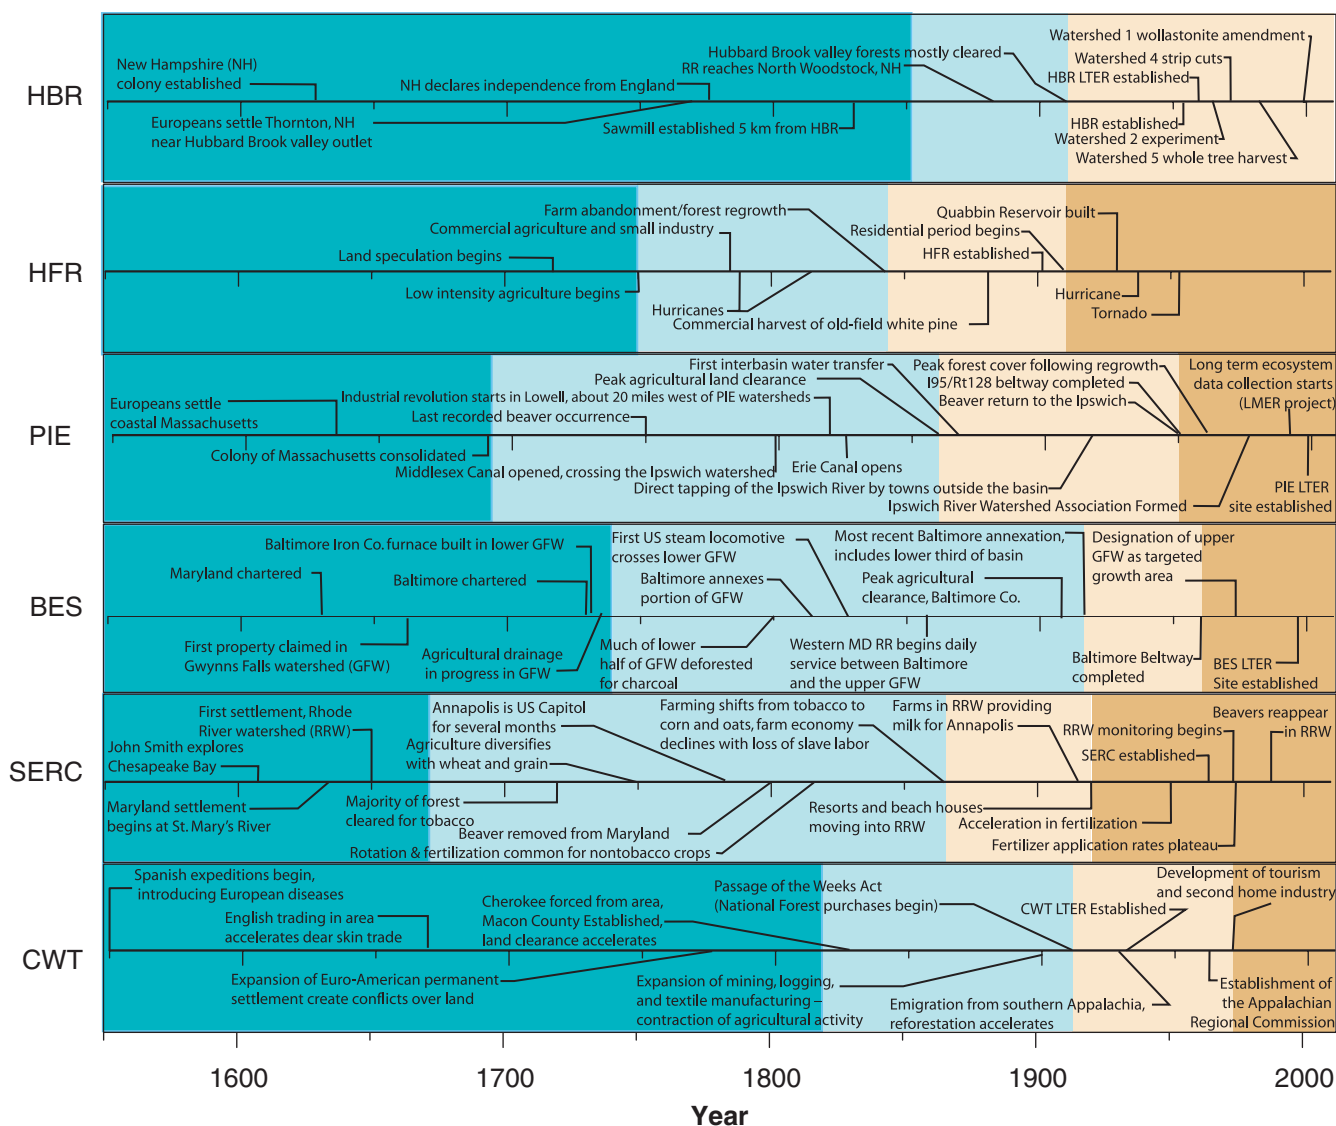 HBR
New Hampshire (NH)
colony established
Europeans settle Thornton, NH
near Hubbard Brook valley outlet
NH declares independence from England
Sawmill established 5 km from HBR
Hubbard Brook valley forests mostly cleared
RR reaches North Woodstock, NH
Watershed 1 wollastonite amendment
Watershed 4 strip cuts
HBR LTER established
HBR established
Watershed 2 experiment
Watershed 5 whole tree harvest
HFR
Land speculation begins
Low intensity agriculture begins
Farm abandonment/forest regrowth
Commercial agriculture and small industry
Hurricanes
Commercial harvest of old-field white pine
Quabbin Reservoir built
Residential period begins
HFR established
Hurricane
Tornado
PIE
Europeans settle
coastal Massachusetts
Colony of Massachusetts consolidated
First interbasin water transfer
Peak agricultural land clearance
Industrial revolution starts in Lowell, about 20 miles west of PIE watersheds
Last recorded beaver occurrence
Middlesex Canal opened, crossing the Ipswich watershed
Erie Canal opens
Direct tapping of the Ipswich River by towns outside the basin
Ipswich River Watershed Association Formed
Peak forest cover following regrowth
I95/Rt128 beltway completed
Beaver return to the Ipswich
Long term ecosystem
data collection starts
(LMER project)
PIE LTER
site established
BES
Baltimore Iron Co. furnace built in lower GFW
Maryland chartered
Baltimore chartered
First property claimed in
Gwynns Falls watershed (GFW)
Agricultural drainage
in progress in GFW
First US steam locomotive
crosses lower GFW
Baltimore annexes
portion of GFW
Much of lower
half of GFW deforested
for charcoal
Western MD RR begins daily
service between Baltimore
and the upper GFW
Most recent Baltimore annexation,
includes lower third of basin
Peak agricultural
clearance, Baltimore Co.
Designation of upper
GFW as targeted
growth area
Baltimore Beltway
completed
BES LTER
Site established
SERC
First settlement, Rhode
River watershed (RRW)
John Smith explores
Chesapeake Bay
Maryland settlement
begins at St. Mary's River
Majority of forest
cleared for tobacco
Annapolis is US Capitol
for several months
Agriculture diversifies
with wheat and grain
Beaver removed from Maryland
Rotation & fertilization common for nontobacco crops
Farming shifts from tobacco to
corn and oats, farm economy
declines with loss of slave labor
Farms in RRW providing
milk for Annapolis
Resorts and beach houses
moving into RRW
RRW monitoring begins
SERC established
Beavers reappear
in RRW
Acceleration in fertilization
Fertilizer application rates plateau
CWT
Spanish expeditions begin,
introducing European diseases
English trading in area
accelerates dear skin trade
Expansion of Euro-American permanent
settlement create conflicts over land
Cherokee forced from area,
Macon County Established,
land clearance accelerates
Expansion of mining, logging,
and textile manufacturing –
contraction of agricultural activity
Passage of the Weeks Act
(National Forest purchases begin)
CWT LTER Established
Emigration from southern Appalachia,
reforestation accelerates
Development of tourism
and second home industry
Establishment of
the Appalachian
Regional Commission
1600
1700
1800
1900
2000
Year